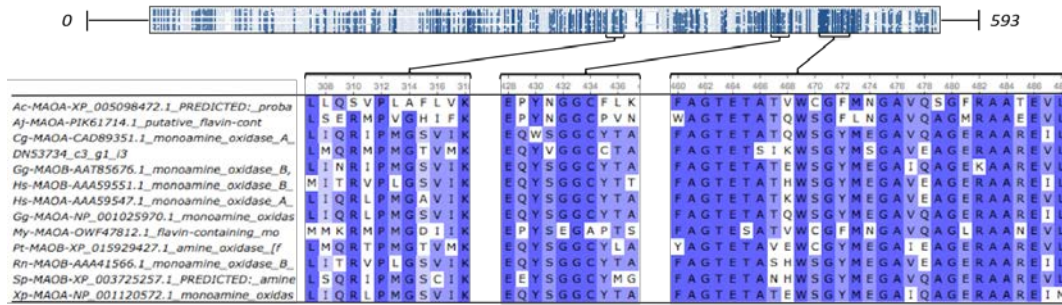 0 593
308 310 312 314 316 318 428 430 432 434 436 460 462 464 466 468 470 472 474 476 478 480 482 484 486
Ac-MAOA-XP_005098472.1_PREDICTED:_proba L L Q S V P L A F L V K E P Y N G G C F L K F A G T E T A T V W C G F M N G A V Q S G F R A A T E V L
Aj-MAOA-PIK61714.1_putative_flavin-cont L S E R M P V G H I F K E P Y N G G C P V N W A G T E T A T Q W S G F L N G A V Q A G M R A A E E V L
Cg-MAOA-CAD89351.1_monoamine_oxidase_A_ L I Q R I P M G S V I K E Q W S G G C Y T A F A G T E T A T Q W S G Y M E G A V Q A G E R A A R E I L
DN53734_c3_g1_i3 L M Q R M P M G T V M K E Q Y V G G C C T A F A G T E T S I K W S G Y M S G A V E A G E R A A R E V L
Gg-MAOB-AAT85676.1_monoamine_oxidase_B, L I N R I P M G S V I K E Q Y S G G C Y T A F A G T E T A T K W S G Y M E G A I Q A G E K A A R E V L
Hs-MAOB-AAA59551.1_monoamine_oxidase_B M I T R V P L G S V I K E Q Y S G G C Y T T F A G T E T A T H W S G Y M E G A V E A G E R A A R E I L
Hs-MAOA-AAA59547.1_monoamine_oxidase_A_ L I Q R L P M G A V I K E Q Y S G G C Y T A F A G T E T A T K W S G Y M E G A V E A G E R A A R E V L
Gg-MAOA-NP_001025970.1_monoamine_oxidas L I Q R L P M G S V I K E Q Y S G G C Y T A F A G T E T A T Q W S G Y M E G A V Q A G E R A A R E I L
My-MAOA-OWF47812.1_flavin-containing_mo M M K R M P M G D I I K E P Y S E G A P T S F A G T E S A T V W C G F M N G A V Q A G L R A A N E V L
Pt-MAOB-XP_015929427.1_amine_oxidase_[f L M Q R T P M G T V M K E Q Y S G G C Y L A Y A G T E T A V E W C G Y M E G A I E A G E R A A R E V L
Rn-MAOB-AAA41566.1_monoamine_oxidase_B_ L I T R V P L G S V I K E Q Y S G G C Y T A F A G T E T A S H W S G Y M E G A V E A G E R A A R E I L
Sp-MAOB-XP_003725257.1_PREDICTED:_amine L S Q R I P M G S C I K E E Y S G G C Y M G F A G T E T A N H W S G Y M E G A V Q A G E R A A R E V L
Xp-MAOA-NP_001120572.1_monoamine_oxidas L I Q R L P M G S V I K E Q Y S G G C Y T A F A G T E T A T E W S G Y M E G A V Q A G E R A A R E I L